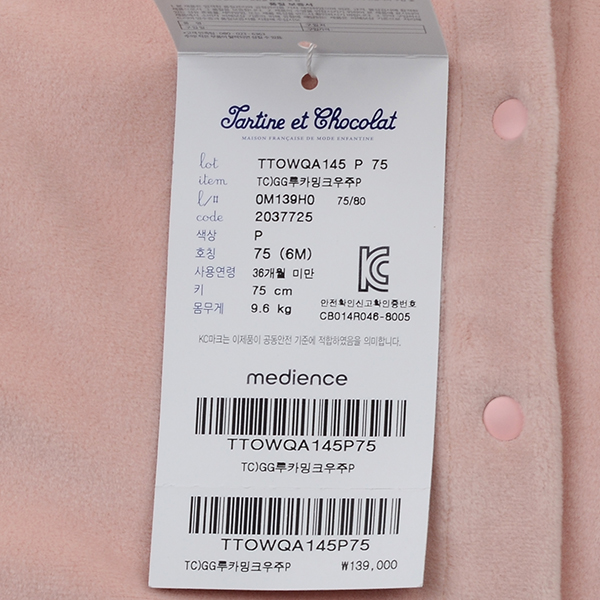 Tartine et Chocolat
MAISON FRANÇAISE DE MODE ENFANTINE
lot TTOWQA145 P 75
item TC)GG루카밍크우주P
l/# 0M139H0 75/80
code 2037725
색상 P
호칭 75 (6M)
사용연령 36개월 미만
키 75 cm
몸무게 9.6 kg
KC
안전확인신고확인증번호
CB014R046-8005
KC마크는 이제품이 공통안전 기준에 적합하였음을 의미합니다.
medience
TTOWQA145P75
TC)GG루카밍크우주P
TTOWQA145P75
TC)GG루카밍크우주P ₩139,000